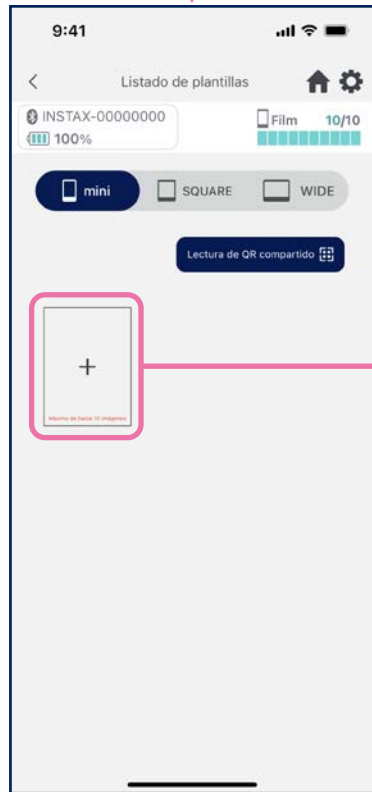 9:41
Listado de plantillas
INSTAX-00000000
100%
Film 10/10
mini SQUARE WIDE
Lectura de QR compartido
+
Máximo de hasta 10 imágenes